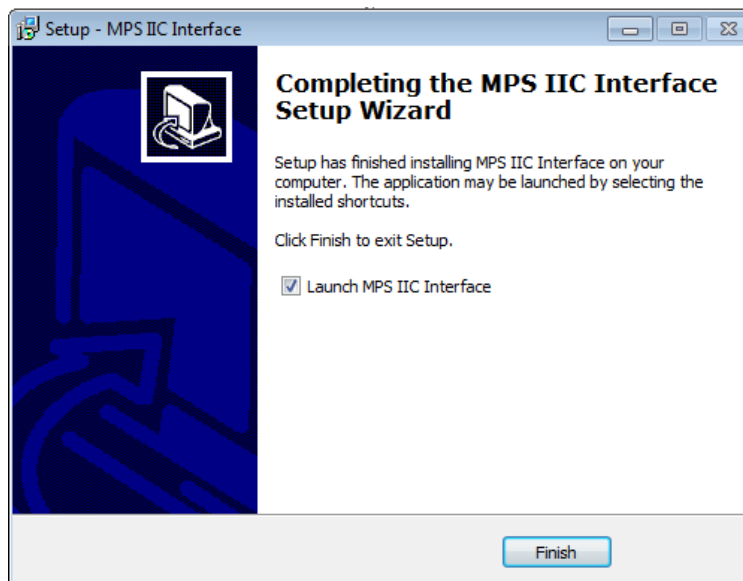 Setup - MPS IIC Interface
Completing the MPS IIC Interface
Setup Wizard
Setup has finished installing MPS IIC Interface on your
computer. The application may be launched by selecting the
installed shortcuts.
Click Finish to exit Setup.
Launch MPS IIC Interface
Finish